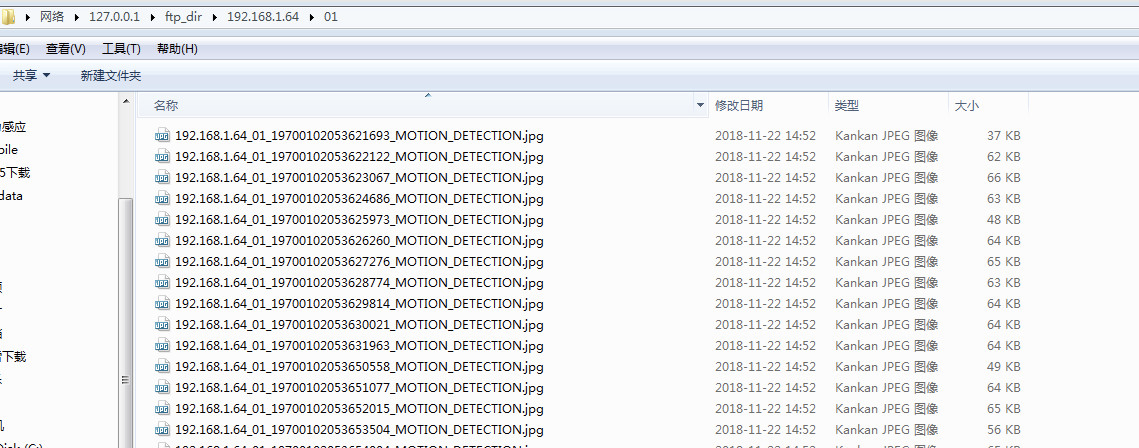 网络 127.0.0.1 ftp_dir 192.168.1.64 01
编辑(E) 查看(V) 工具(T) 帮助(H)
共享 新建文件夹
名称 修改日期 类型 大小
感应
5下载
data
下载
192.168.1.64_01_19700102053621693_MOTION_DETECTION.jpg 2018-11-22 14:52 Kankan JPEG 图像 37 KB
192.168.1.64_01_19700102053622122_MOTION_DETECTION.jpg 2018-11-22 14:52 Kankan JPEG 图像 62 KB
192.168.1.64_01_19700102053623067_MOTION_DETECTION.jpg 2018-11-22 14:52 Kankan JPEG 图像 66 KB
192.168.1.64_01_19700102053624686_MOTION_DETECTION.jpg 2018-11-22 14:52 Kankan JPEG 图像 63 KB
192.168.1.64_01_19700102053625973_MOTION_DETECTION.jpg 2018-11-22 14:52 Kankan JPEG 图像 48 KB
192.168.1.64_01_19700102053626260_MOTION_DETECTION.jpg 2018-11-22 14:52 Kankan JPEG 图像 64 KB
192.168.1.64_01_19700102053627276_MOTION_DETECTION.jpg 2018-11-22 14:52 Kankan JPEG 图像 65 KB
192.168.1.64_01_19700102053628774_MOTION_DETECTION.jpg 2018-11-22 14:52 Kankan JPEG 图像 63 KB
192.168.1.64_01_19700102053629814_MOTION_DETECTION.jpg 2018-11-22 14:52 Kankan JPEG 图像 64 KB
192.168.1.64_01_19700102053630021_MOTION_DETECTION.jpg 2018-11-22 14:52 Kankan JPEG 图像 64 KB
192.168.1.64_01_19700102053631963_MOTION_DETECTION.jpg 2018-11-22 14:52 Kankan JPEG 图像 64 KB
192.168.1.64_01_19700102053650558_MOTION_DETECTION.jpg 2018-11-22 14:52 Kankan JPEG 图像 49 KB
192.168.1.64_01_19700102053651077_MOTION_DETECTION.jpg 2018-11-22 14:52 Kankan JPEG 图像 64 KB
192.168.1.64_01_19700102053652015_MOTION_DETECTION.jpg 2018-11-22 14:52 Kankan JPEG 图像 65 KB
192.168.1.64_01_19700102053653504_MOTION_DETECTION.jpg 2018-11-22 14:52 Kankan JPEG 图像 56 KB